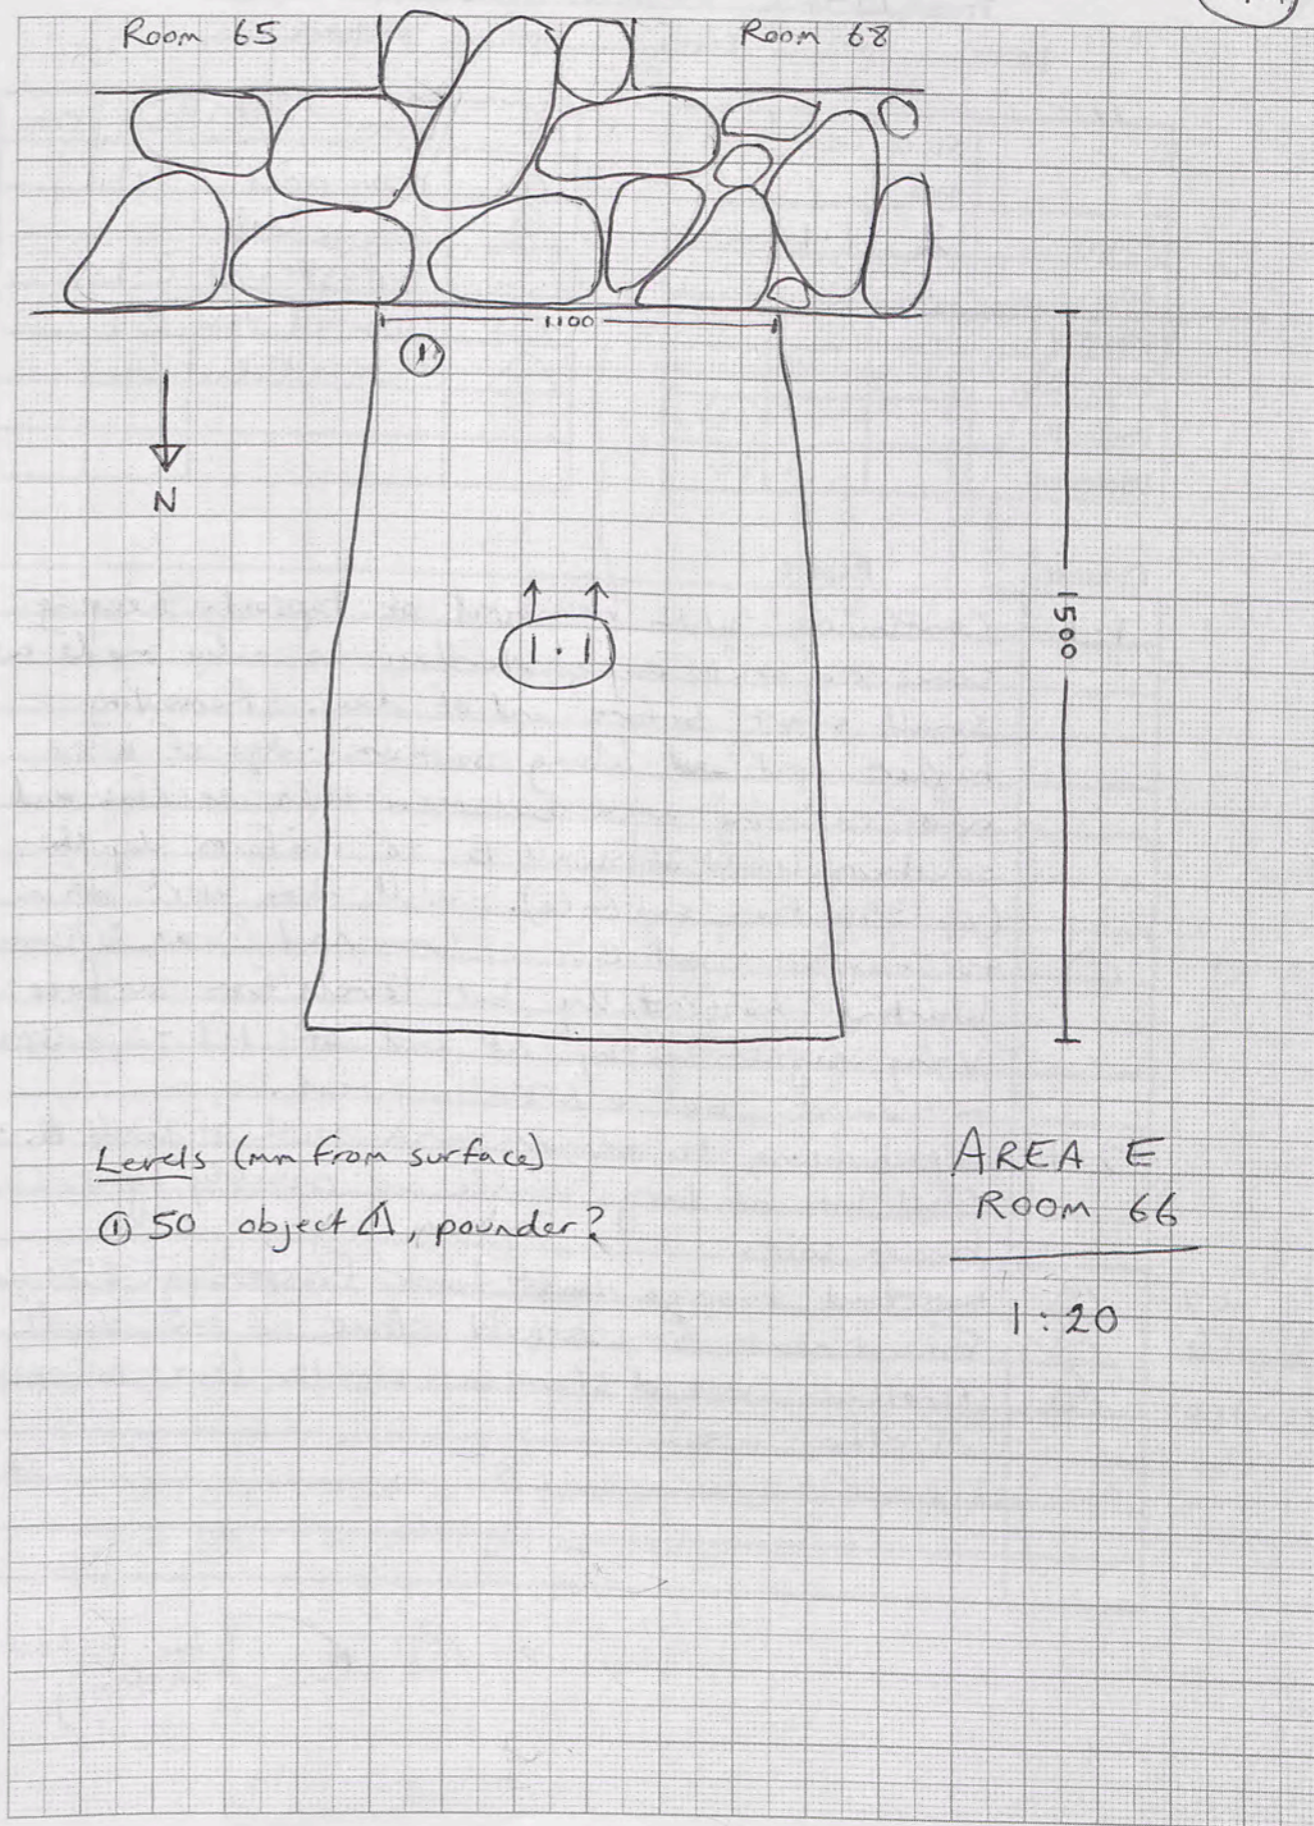 Room 65
Room 68
1100
①
N
1·1
1500
Levels (mm from surface)
① 50 object △1, pounder?
AREA E
ROOM 66
1:20